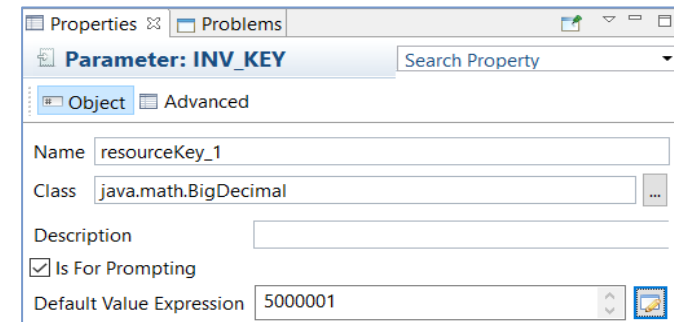 Properties Problems
Parameter: INV_KEY Search Property
Object Advanced
Name resourceKey_1
Class java.math.BigDecimal ...
Description
Is For Prompting
Default Value Expression 5000001